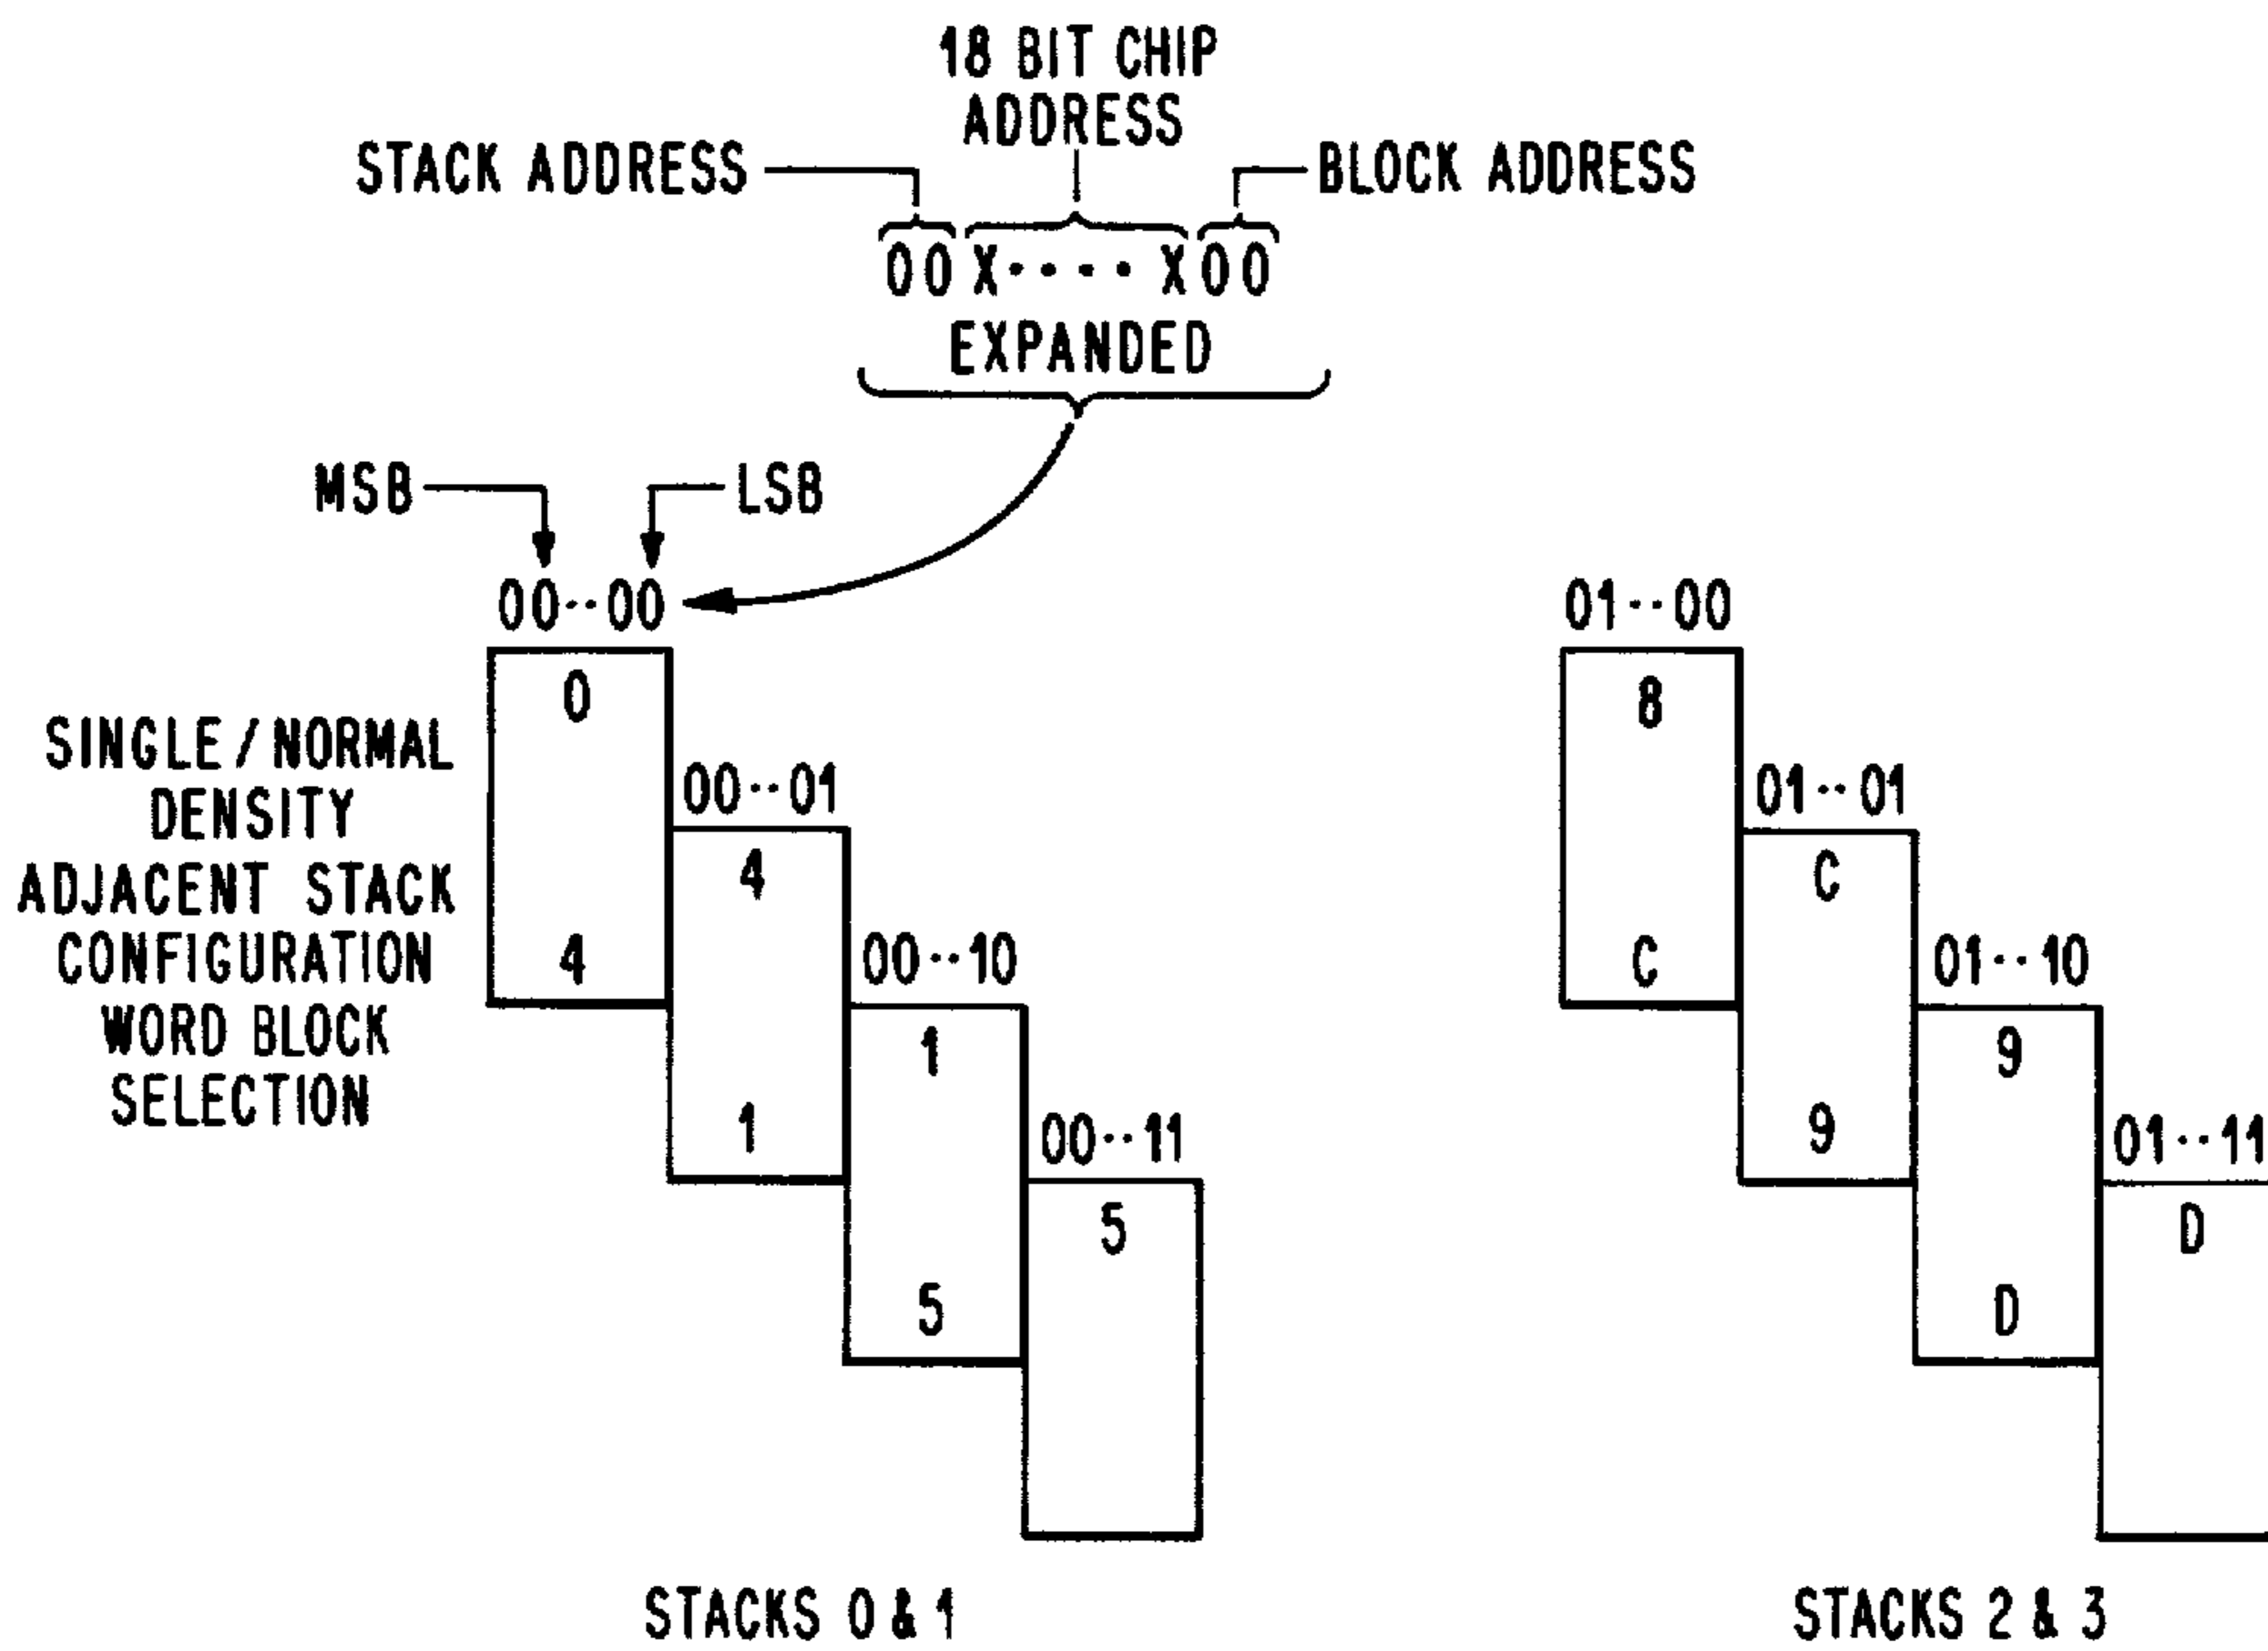 18 BIT CHIP
ADDRESS
STACK ADDRESS
BLOCK ADDRESS
00X····X00
EXPANDED
MSB
LSB
00··00
01··00
0
8
SINGLE/NORMAL
DENSITY
ADJACENT STACK
CONFIGURATION
WORD BLOCK
SELECTION
00··01
01··01
4
C
4
00··10
C
01··10
1
9
1
00··11
9
01··11
5
D
5
D
STACKS 0 & 1
STACKS 2 & 3